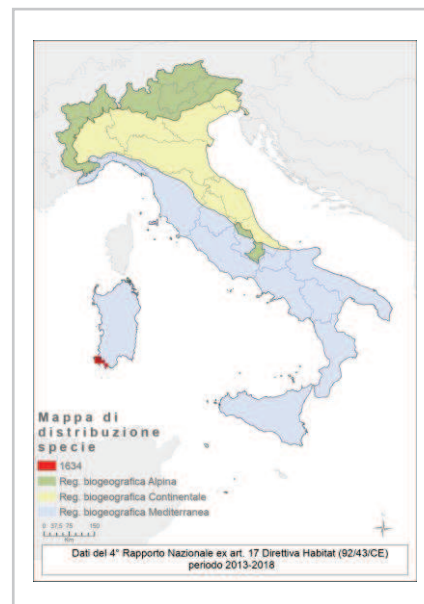 Mappa di
distribuzione
specie
1634
Reg. biogeografica Alpina
Reg. biogeografica Continentale
Reg. biogeografica Mediterranea
0 37,5 75 150
Km
Dati del 4° Rapporto Nazionale ex art. 17 Direttiva Habitat (92/43/CE)
periodo 2013-2018